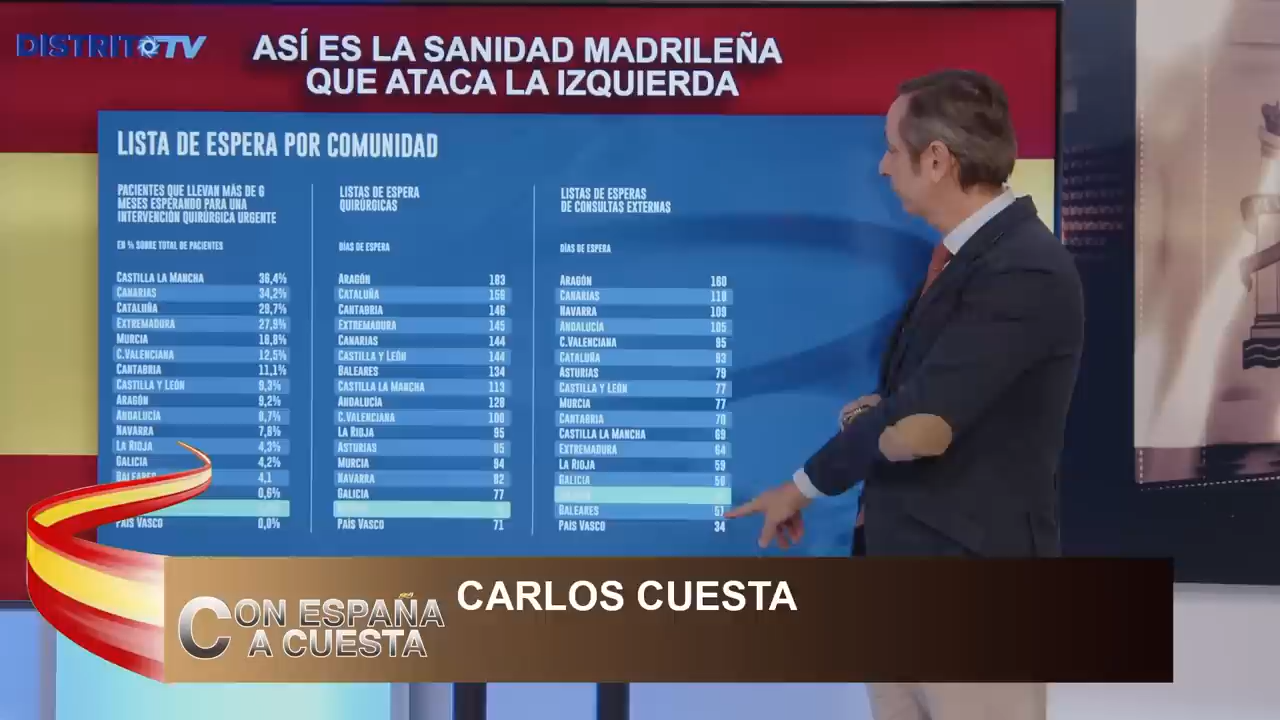 DISTRITOTV
ASÍ ES LA SANIDAD MADRILEÑA
QUE ATACA LA IZQUIERDA
LISTA DE ESPERA POR COMUNIDAD
PACIENTES QUE LLEVAN MÁS DE 6
MESES ESPERANDO PARA UNA
INTERVENCIÓN QUIRÚRGICA URGENTE
EN % SOBRE TOTAL DE PACIENTES
CASTILLA LA MANCHA 36,4%
CANARIAS 34,2%
CATALUÑA 29,7%
EXTREMADURA 27,9%
MURCIA 18,8%
C.VALENCIANA 12,5%
CANTABRIA 11,1%
CASTILLA Y LEÓN 9,3%
ARAGÓN 9,2%
ANDALUCÍA 8,7%
NAVARRA 7,8%
LA RIOJA 4,3%
GALICIA 4,2%
BALEARES 4,1
0,6%
PAÍS VASCO 0,0%
LISTAS DE ESPERA
QUIRÚRGICAS
DÍAS DE ESPERA
ARAGÓN 163
CATALUÑA 156
CANTABRIA 146
EXTREMADURA 145
CANARIAS 144
CASTILLA Y LEÓN 144
BALEARES 134
CASTILLA LA MANCHA 113
ANDALUCÍA 120
C.VALENCIANA 100
LA RIOJA 95
ASTURIAS
MURCIA 84
NAVARRA 82
GALICIA 77
PAÍS VASCO 71
LISTAS DE ESPERAS
DE CONSULTAS EXTERNAS
DÍAS DE ESPERA
ARAGÓN 160
CANARIAS 110
NAVARRA 109
ANDALUCÍA 105
C.VALENCIANA 95
CATALUÑA 93
ASTURIAS 79
CASTILLA Y LEÓN 77
MURCIA 77
CANTABRIA 70
CASTILLA LA MANCHA 69
EXTREMADURA 64
LA RIOJA 59
GALICIA
BALEARES 51
PAÍS VASCO 34
CARLOS CUESTA
CON ESPAÑA
A CUESTA